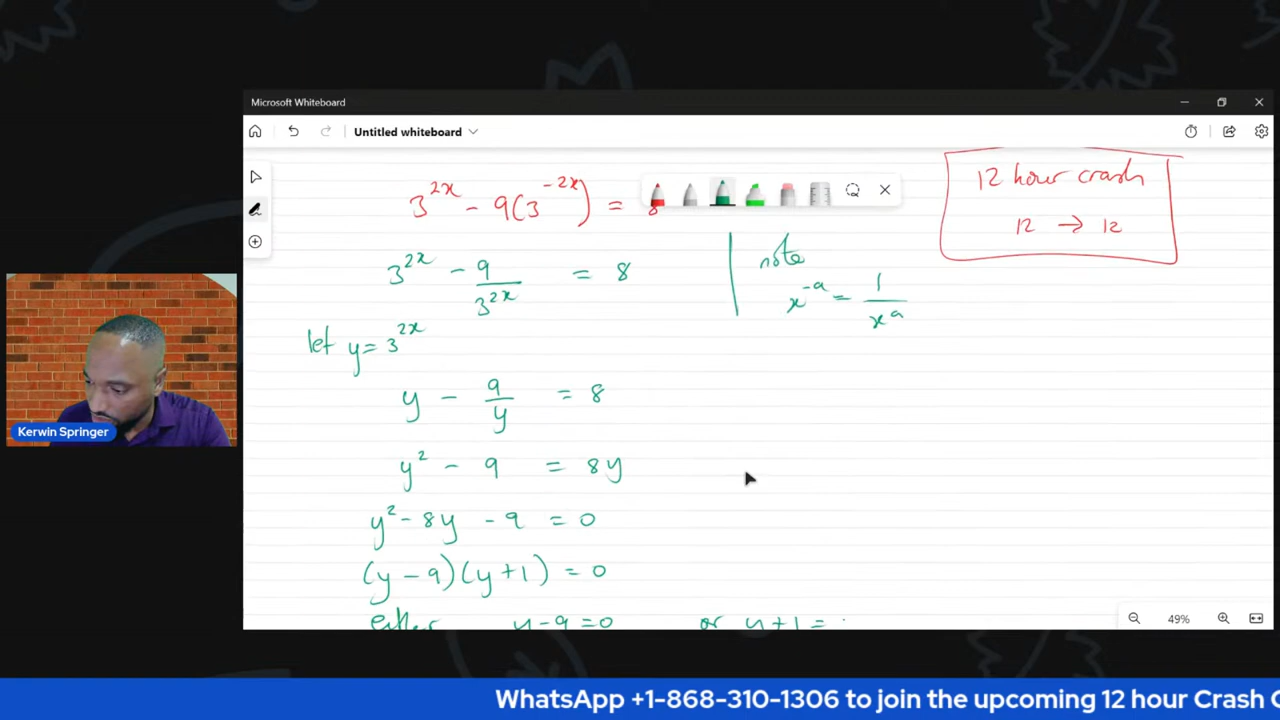 Microsoft Whiteboard
Untitled whiteboard
12 hour crash
12 → 12
3^{2x} - 9(3^{-2x}) = 8
3^{2x} - 9/3^{2x} = 8
note
x^{-a} = 1/x^{a}
let y = 3^{2x}
y - 9/y = 8
y² - 9 = 8y
y² - 8y - 9 = 0
(y - 9)(y + 1) = 0
either y - 9 = 0 or y + 1 =
Kerwin Springer
49%
WhatsApp +1-868-310-1306 to join the upcoming 12 hour Crash